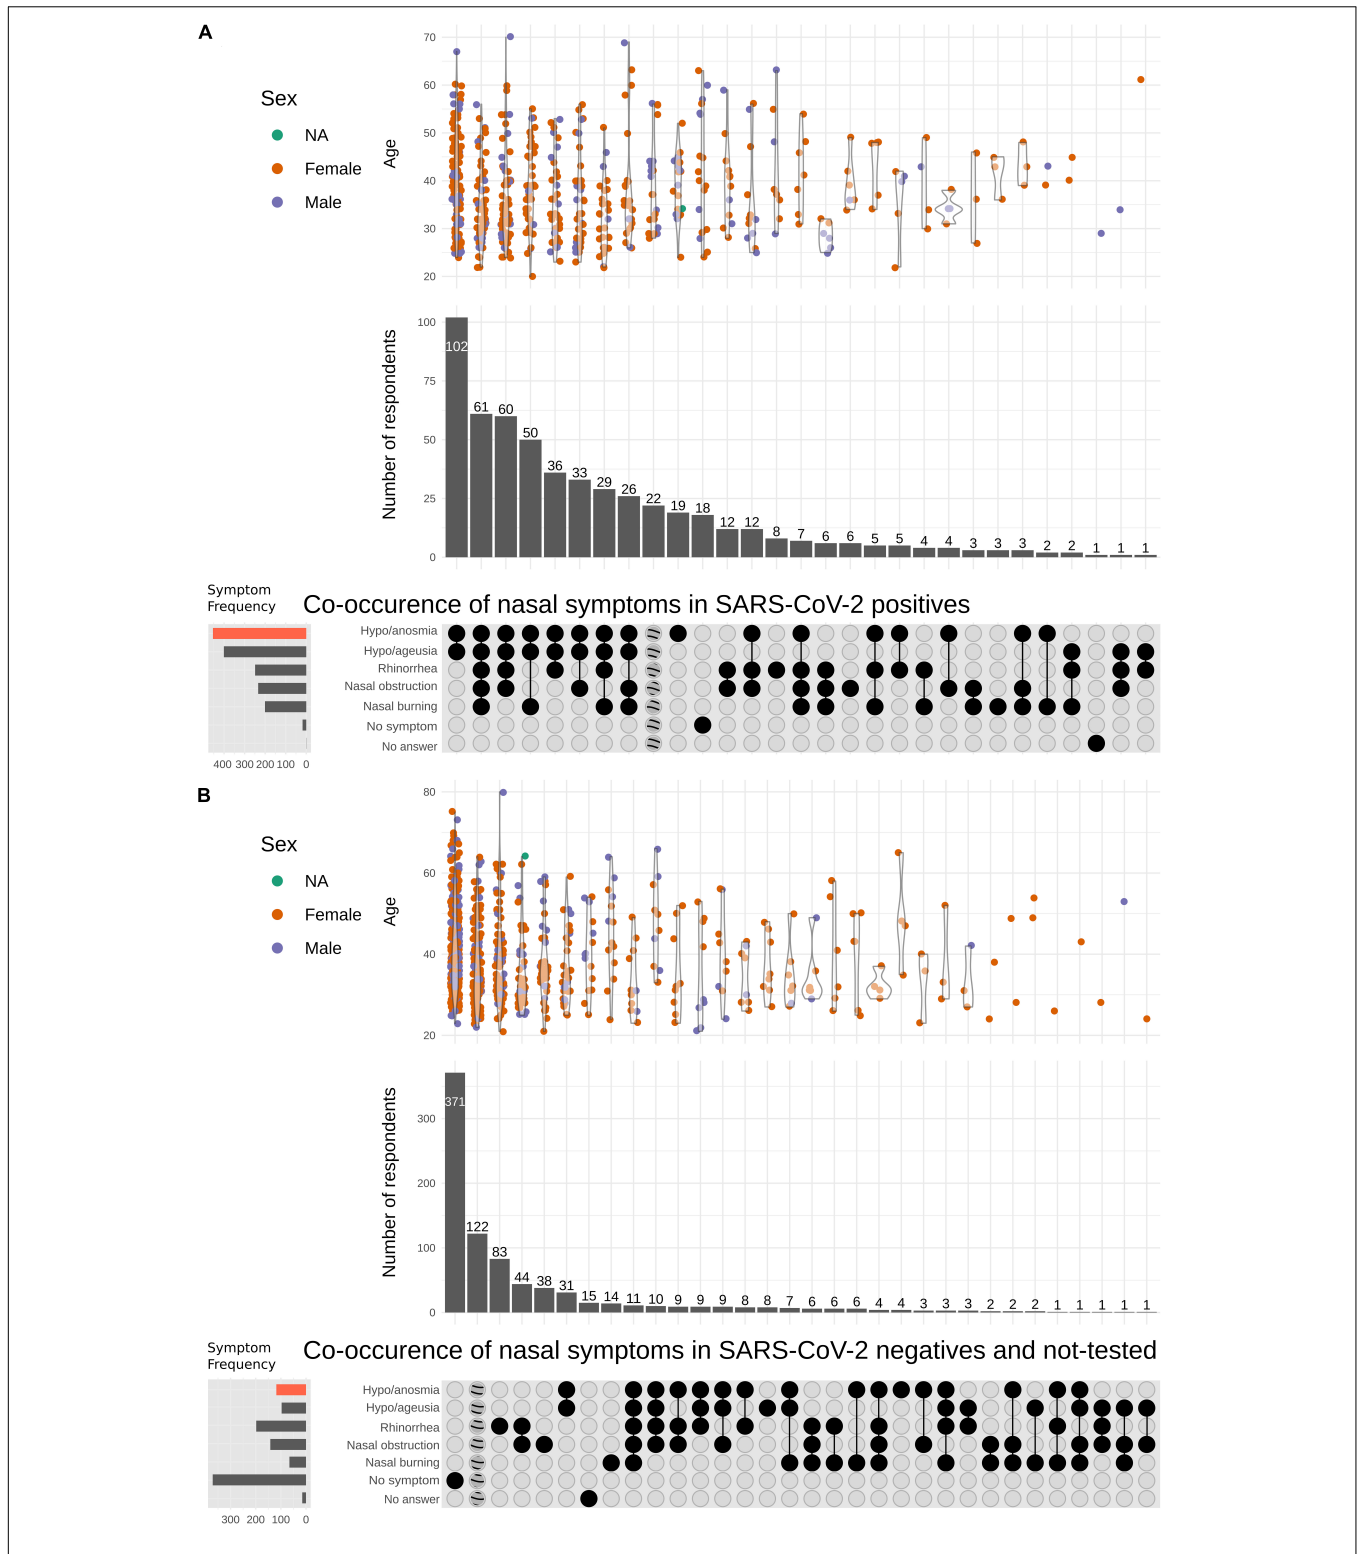 A
Sex
NA
Female
Male
Age
70
60
50
40
30
20
Number of respondents
100
75
50
25
0
102 61 60 50 36 33 29 26 22 19 18 12 12 8 7 6 6 5 5 4 4 3 3 3 2 2 1 1 1
Symptom
Frequency
Co-occurence of nasal symptoms in SARS-CoV-2 positives
Hypo/anosmia
Hypo/ageusia
Rhinorrhea
Nasal obstruction
Nasal burning
No symptom
No answer
400 300 200 100 0
B
Sex
NA
Female
Male
Age
80
60
40
20
Number of respondents
300
200
100
0
371 122 83 44 38 31 15 14 11 10 9 9 9 8 8 7 6 6 6 4 4 3 3 3 2 2 2 1 1 1 1 1
Symptom
Frequency
Co-occurence of nasal symptoms in SARS-CoV-2 negatives and not-tested
Hypo/anosmia
Hypo/ageusia
Rhinorrhea
Nasal obstruction
Nasal burning
No symptom
No answer
300 200 100 0